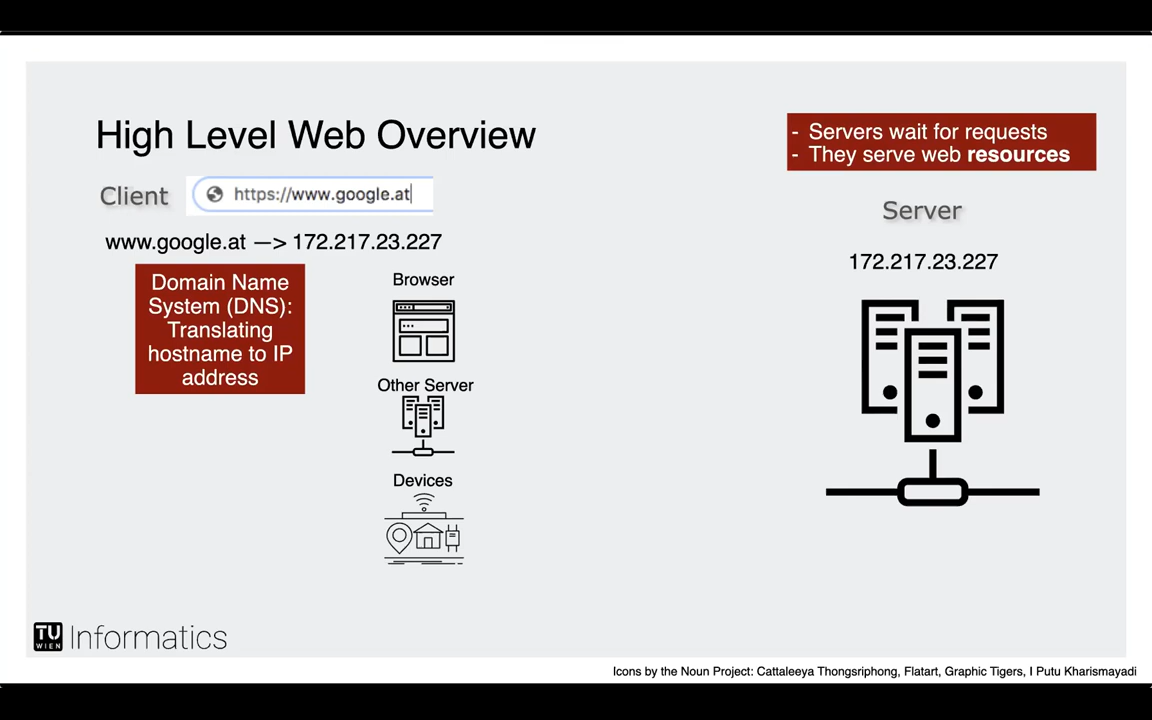 High Level Web Overview
Client
https://www.google.at
www.google.at —> 172.217.23.227
Domain Name
System (DNS):
Translating
hostname to IP
address
Browser
Other Server
Devices
- Servers wait for requests
- They serve web resources
Server
172.217.23.227
TU
WIEN
Informatics
Icons by the Noun Project: Cattaleeya Thongsriphong, Flatart, Graphic Tigers, I Putu Kharismayadi